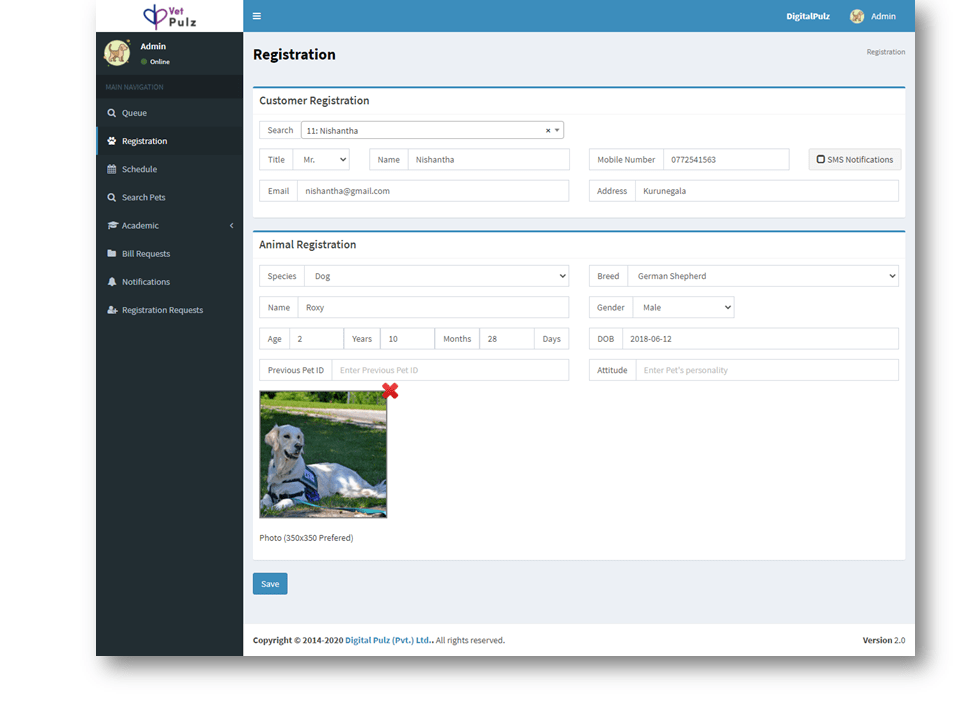 Vet
Pulz
DigitalPulz Admin
Admin
Online
MAIN NAVIGATION
Queue
Registration
Schedule
Search Pets
Academic
Bill Requests
Notifications
Registration Requests
Registration
Registration
Customer Registration
Search 11: Nishantha
Title Mr. Name Nishantha Mobile Number 0772541563 SMS Notifications
Email nishantha@gmail.com Address Kurunegala
Animal Registration
Species Dog Breed German Shepherd
Name Roxy Gender Male
Age 2 Years 10 Months 28 Days DOB 2018-06-12
Previous Pet ID Enter Previous Pet ID Attitude Enter Pet's personality
Photo (350x350 Prefered)
Save
Copyright © 2014-2020 Digital Pulz (Pvt.) Ltd.. All rights reserved. Version 2.0